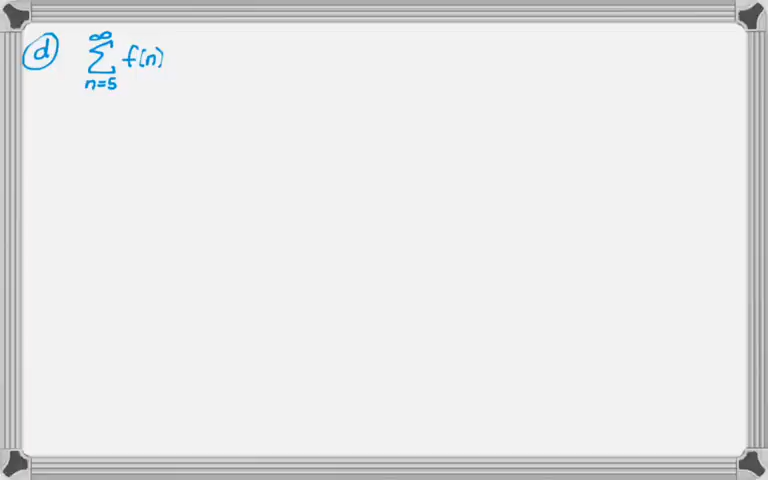 d ∞
∑ f(n)
n=5